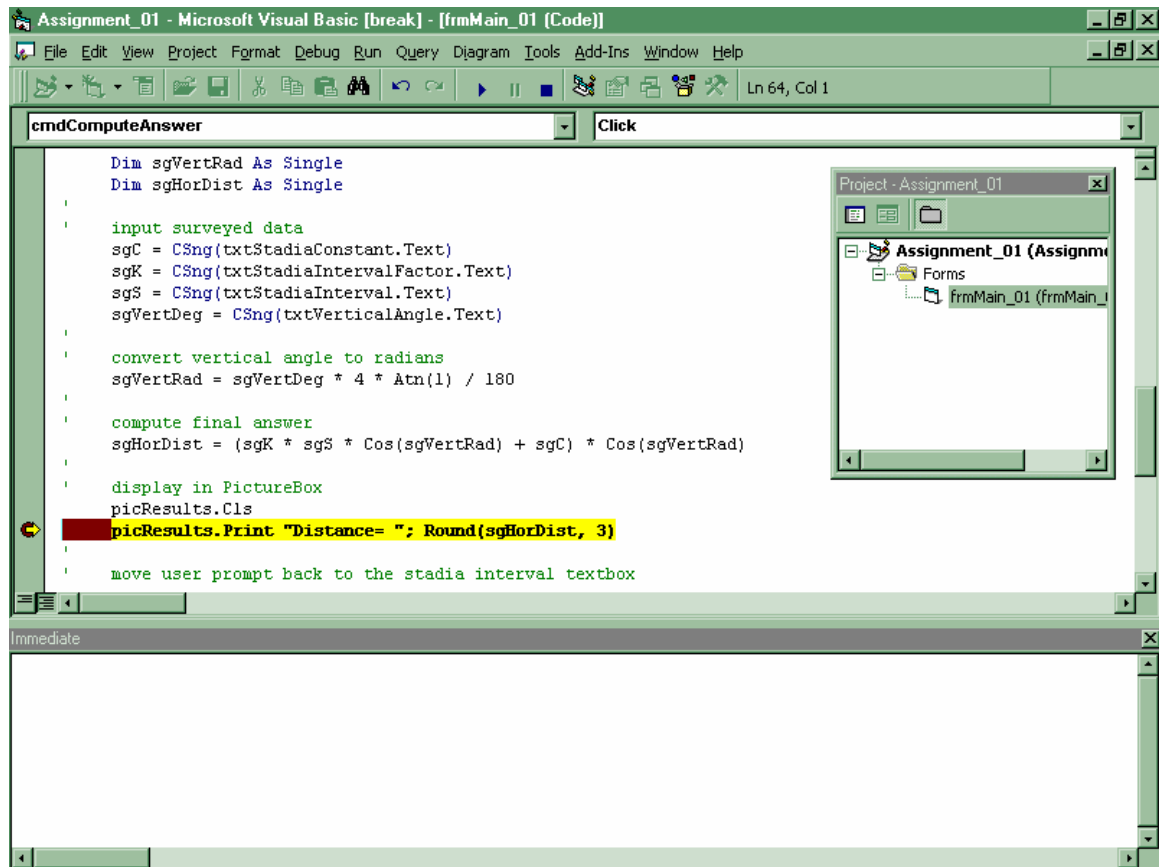 Assignment_01 - Microsoft Visual Basic [break] - [frmMain_01 (Code)]
File Edit View Project Format Debug Run Query Diagram Tools Add-Ins Window Help
Ln 64, Col 1
cmdComputeAnswer Click
Dim sgVertRad As Single
Dim sgHorDist As Single
'
' input surveyed data
sgC = CSng(txtStadiaConstant.Text)
sgK = CSng(txtStadiaIntervalFactor.Text)
sgS = CSng(txtStadiaInterval.Text)
sgVertDeg = CSng(txtVerticalAngle.Text)
'
' convert vertical angle to radians
sgVertRad = sgVertDeg * 4 * Atn(1) / 180
'
' compute final answer
sgHorDist = (sgK * sgS * Cos(sgVertRad) + sgC) * Cos(sgVertRad)
'
' display in PictureBox
picResults.Cls
picResults.Print "Distance= "; Round(sgHorDist, 3)
'
' move user prompt back to the stadia interval textbox
Project - Assignment_01
Assignment_01 (Assignme
Forms
frmMain_01 (frmMain_
Immediate